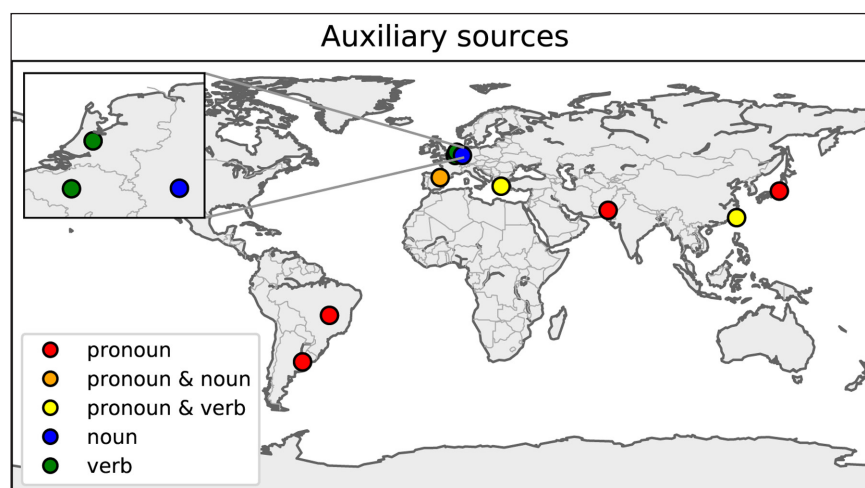 Auxiliary sources
pronoun
pronoun & noun
pronoun & verb
noun
verb